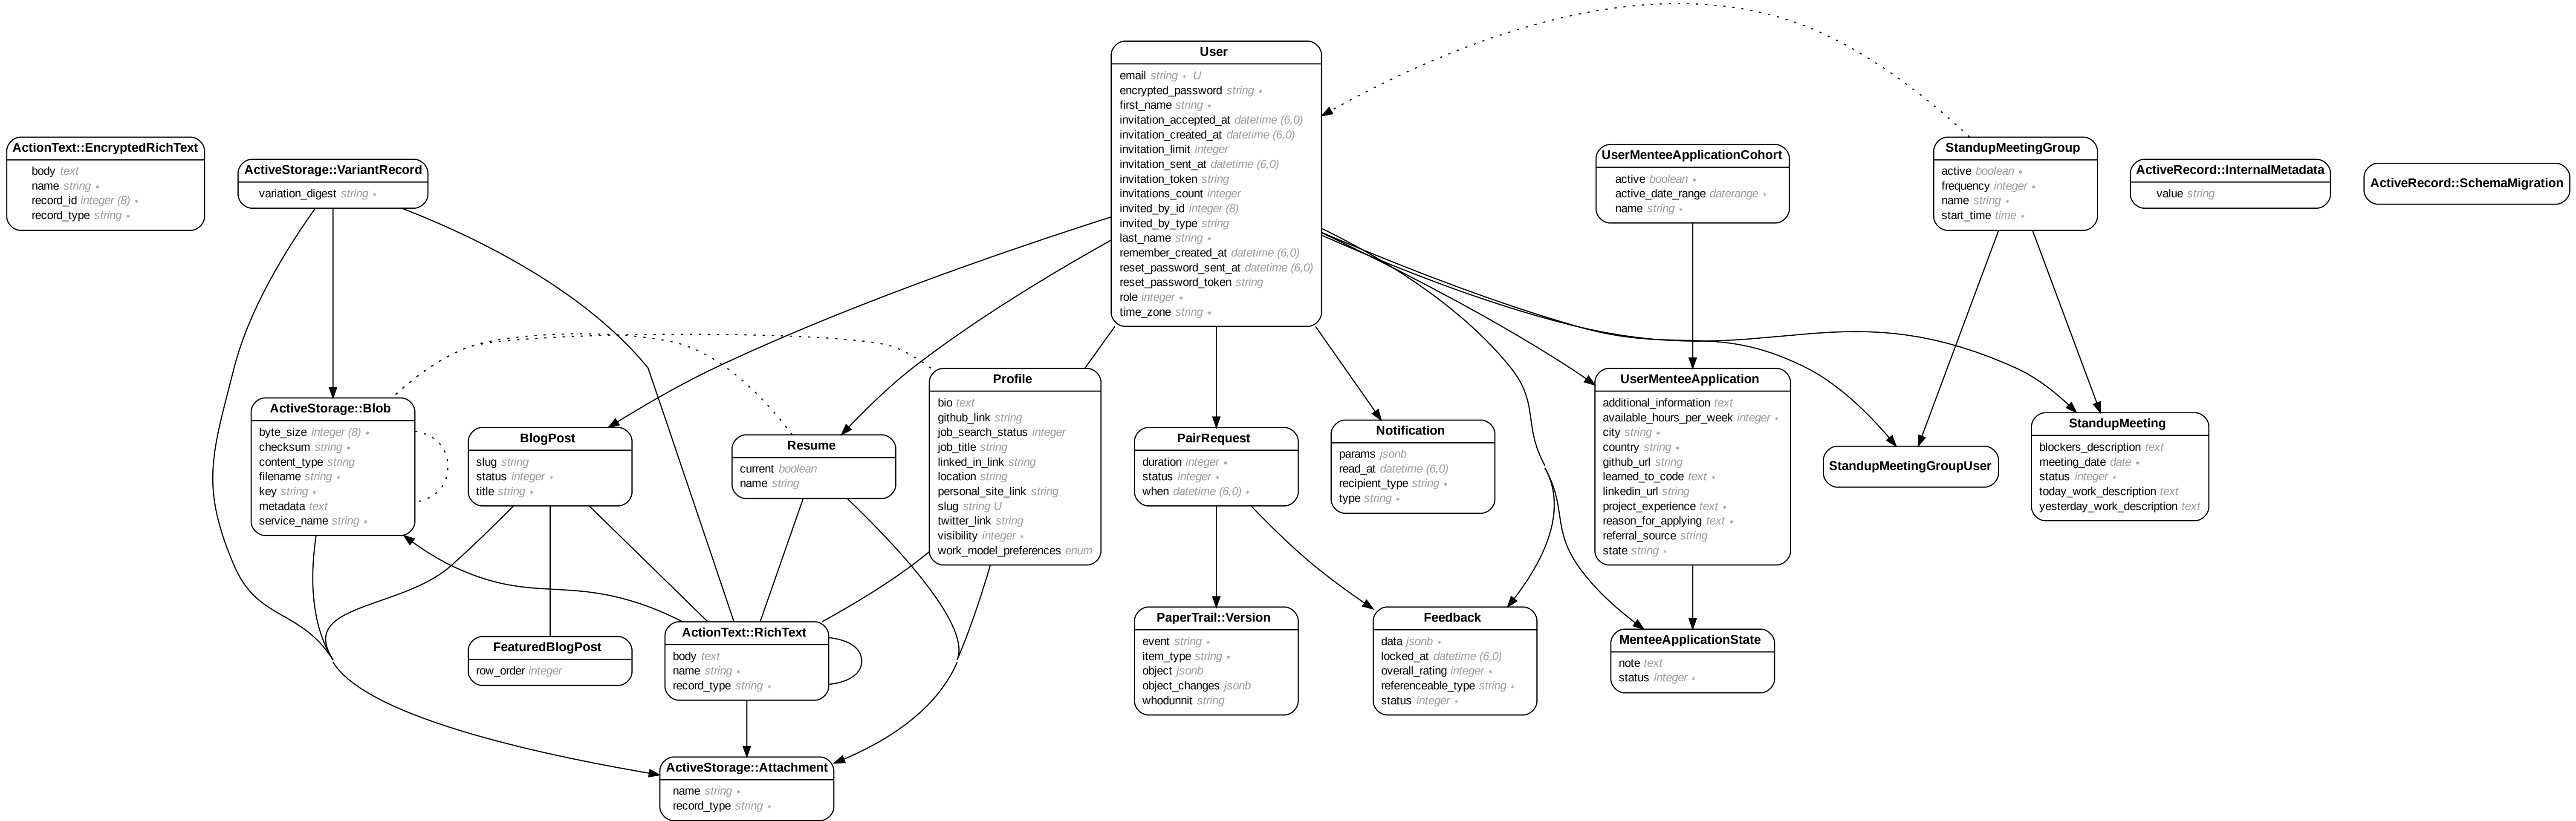 User
email string * U
encrypted_password string *
first_name string *
invitation_accepted_at datetime (6,0)
invitation_created_at datetime (6,0)
invitation_limit integer
invitation_sent_at datetime (6,0)
invitation_token string
invitations_count integer
invited_by_id integer (8)
invited_by_type string
last_name string *
remember_created_at datetime (6,0)
reset_password_sent_at datetime (6,0)
reset_password_token string
role integer *
time_zone string *
ActionText::EncryptedRichText
body text
name string *
record_id integer (8) *
record_type string *
ActiveStorage::VariantRecord
variation_digest string *
UserMenteeApplicationCohort
active boolean *
active_date_range daterange *
name string *
StandupMeetingGroup
active boolean *
frequency integer *
name string *
start_time time *
ActiveRecord::InternalMetadata
value string
ActiveRecord::SchemaMigration
ActiveStorage::Blob
byte_size integer (8) *
checksum string *
content_type string
filename string *
key string *
metadata text
service_name string *
BlogPost
slug string
status integer *
title string *
Resume
current boolean
name string
Profile
bio text
github_link string
job_search_status integer
job_title string
linked_in_link string
location string
personal_site_link string
slug string U
twitter_link string
visibility integer *
work_model_preferences enum
PairRequest
duration integer *
status integer *
when datetime (6,0) *
Notification
params jsonb
read_at datetime (6,0)
recipient_type string *
type string *
UserMenteeApplication
additional_information text
available_hours_per_week integer *
city string *
country string *
github_url string
learned_to_code text *
linkedin_url string
project_experience text *
reason_for_applying text *
referral_source string
state string *
StandupMeetingGroupUser
StandupMeeting
blockers_description text
meeting_date date *
status integer *
today_work_description text
yesterday_work_description text
FeaturedBlogPost
row_order integer
ActionText::RichText
body text
name string *
record_type string *
PaperTrail::Version
event string *
item_type string *
object jsonb
object_changes jsonb
whodunnit string
Feedback
data jsonb *
locked_at datetime (6,0)
overall_rating integer *
referenceable_type string *
status integer *
MenteeApplicationState
note text
status integer *
ActiveStorage::Attachment
name string *
record_type string *